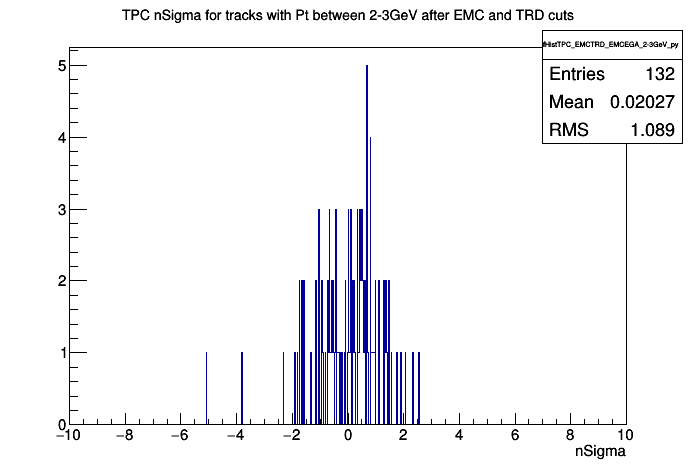 TPC nSigma for tracks with Pt between 2-3GeV after EMC and TRD cuts
fHistTPC_EMCTRD_EMCEGA_2-3GeV_py
Entries 132
Mean 0.02027
RMS 1.089
5
4
3
2
1
0
−10 −8 −6 −4 −2 0 2 4 6 8 10
nSigma